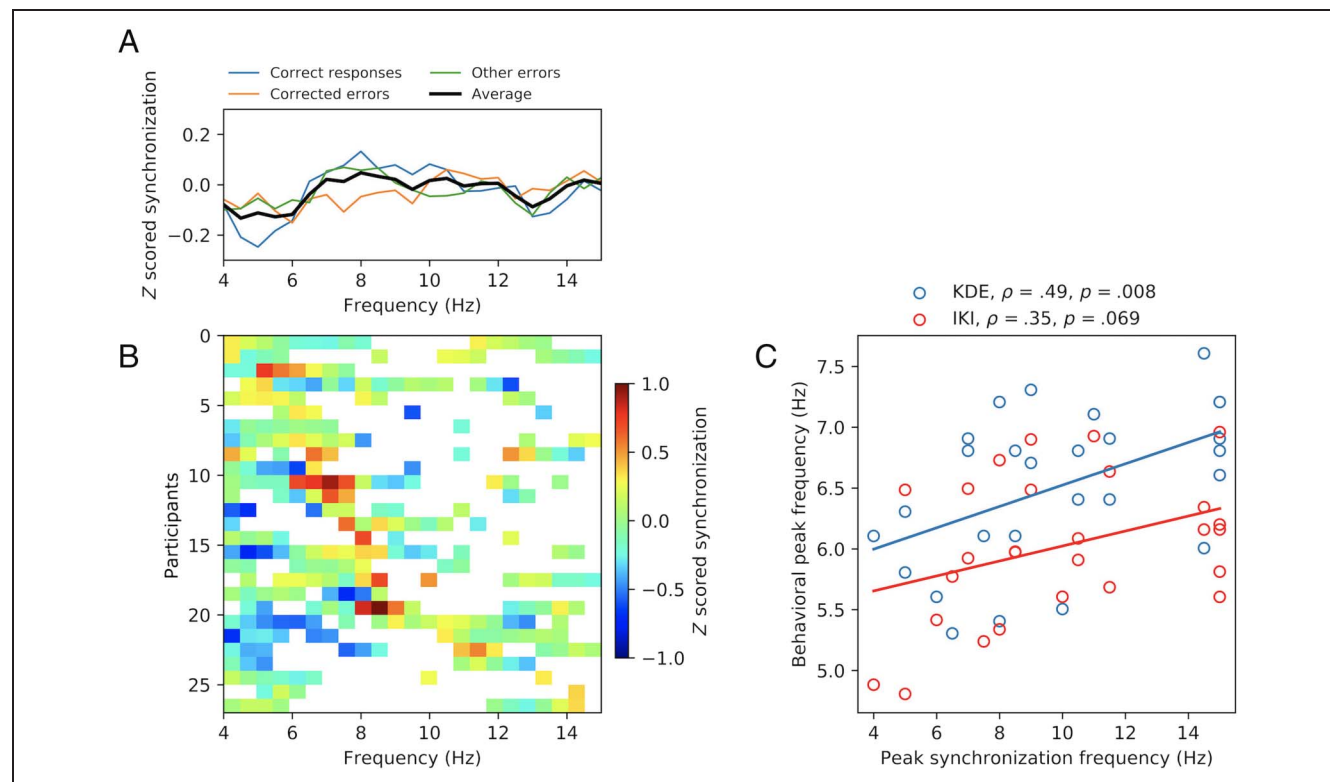 A
Correct responses
Other errors
Corrected errors
Average
Z scored synchronization
0.2
0.0
−0.2
4 6 8 10 12 14
Frequency (Hz)
B
0
5
10
15
20
25
Participants
4 6 8 10 12 14
Frequency (Hz)
1.0
0.5
0.0
−0.5
−1.0
Z scored synchronization
KDE, ρ = .49, p = .008
IKI, ρ = .35, p = .069
C
7.5
7.0
6.5
6.0
5.5
5.0
Behavioral peak frequency (Hz)
4 6 8 10 12 14
Peak synchronization frequency (Hz)